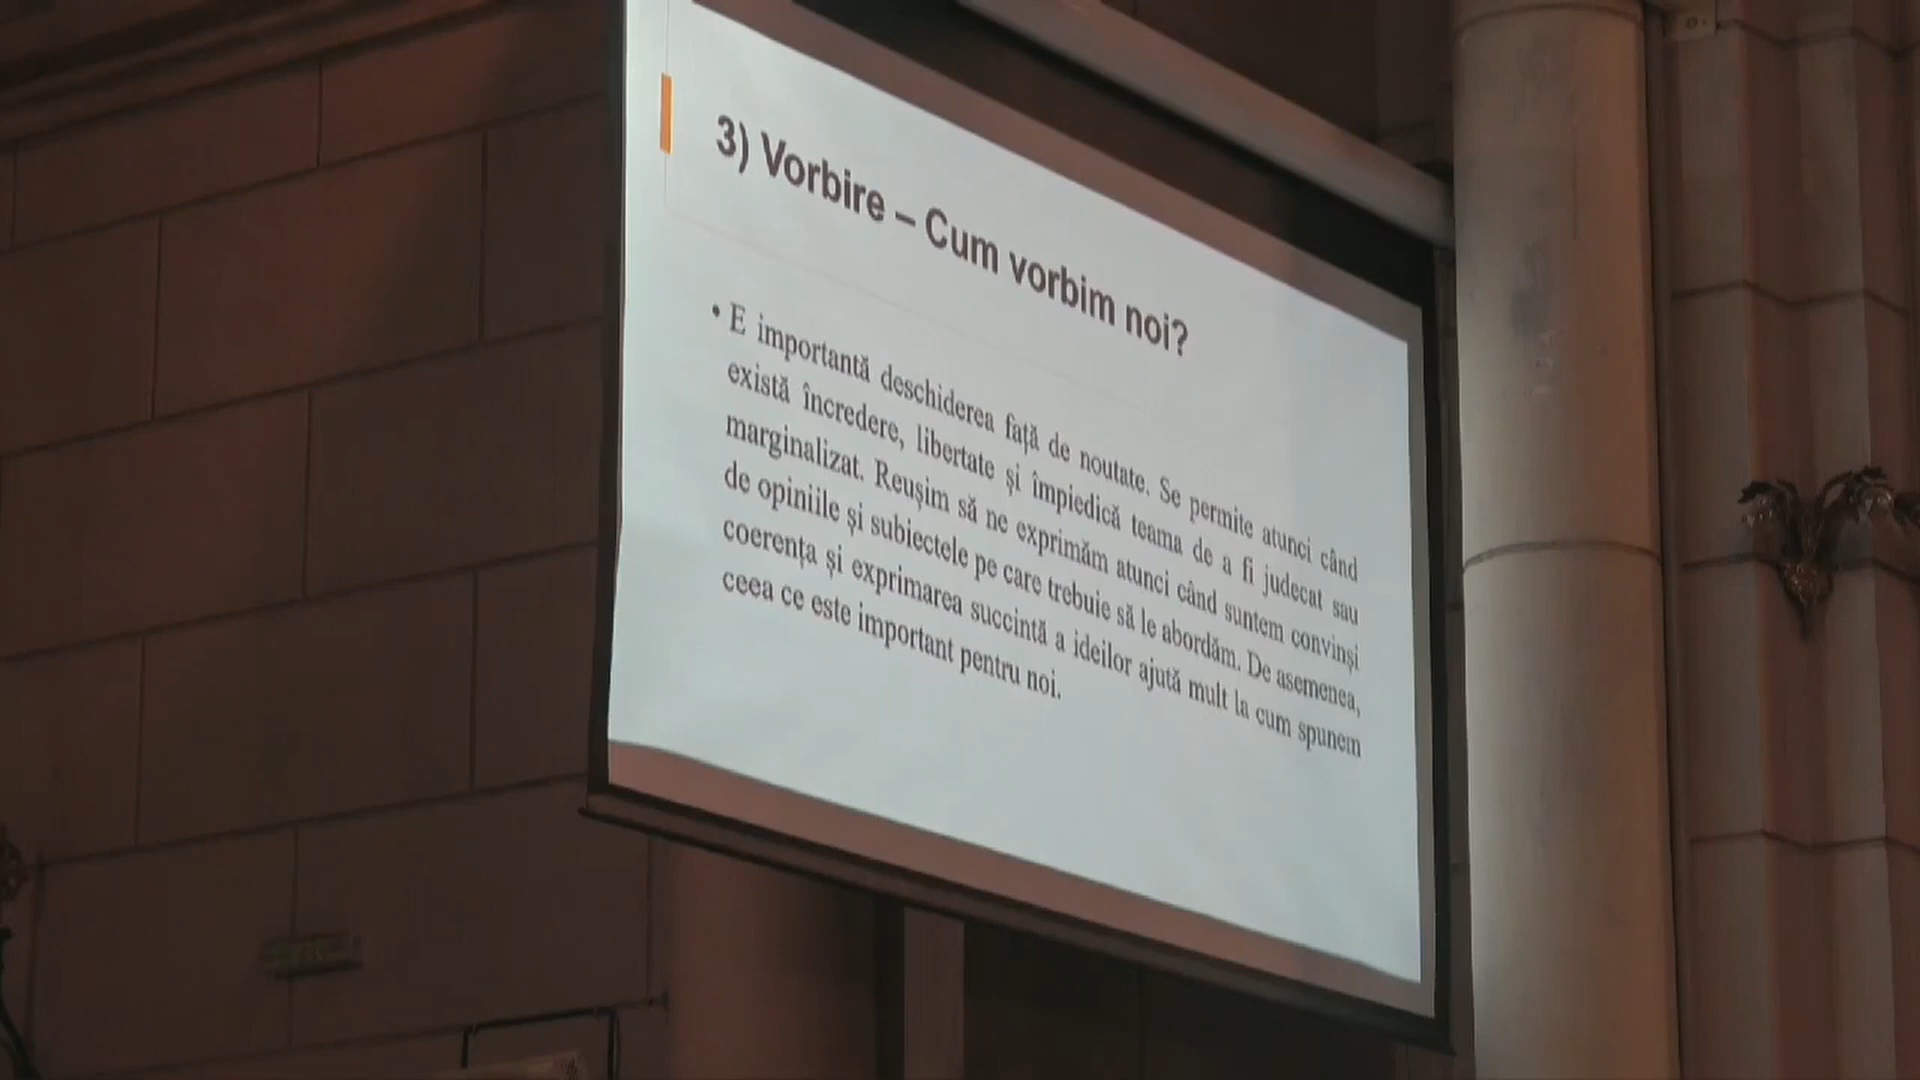 3) Vorbire – Cum vorbim noi?
• E importantă deschiderea față de noutate. Se permite atunci când
există încredere, libertate și împiedică teama de a fi judecat sau
marginalizat. Reușim să ne exprimăm atunci când suntem convinși
de opiniile și subiectele pe care trebuie să le abordăm. De asemenea,
coerența și exprimarea succintă a ideilor ajută mult la cum spunem
ceea ce este important pentru noi.